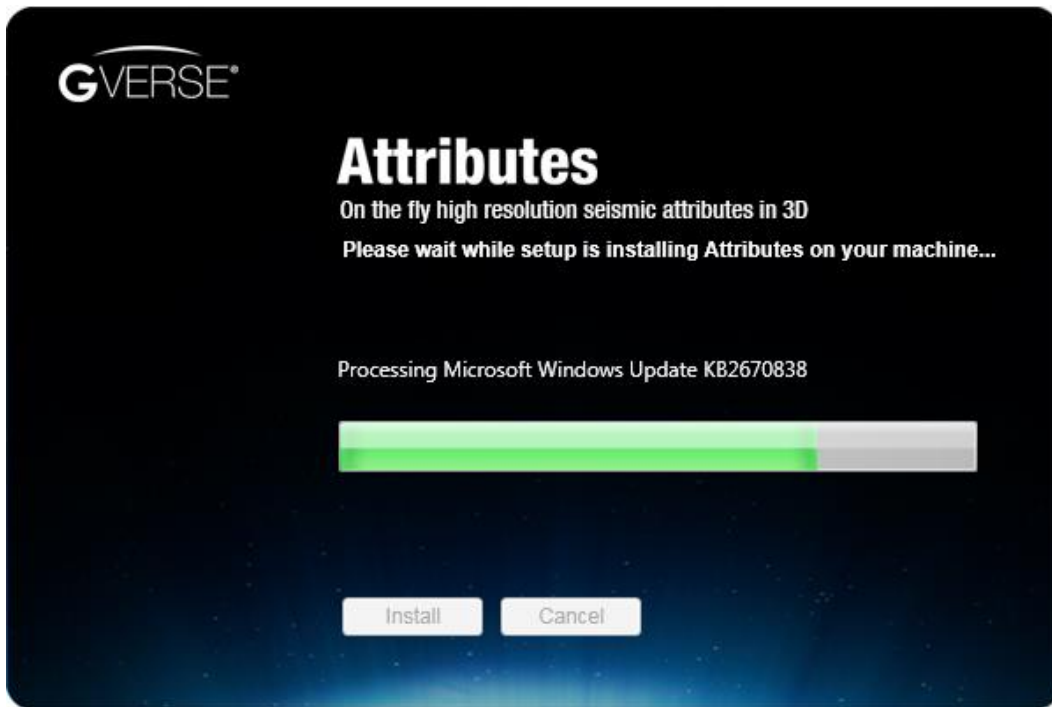 GVERSE®
Attributes
On the fly high resolution seismic attributes in 3D
Please wait while setup is installing Attributes on your machine...
Processing Microsoft Windows Update KB2670838
Install
Cancel